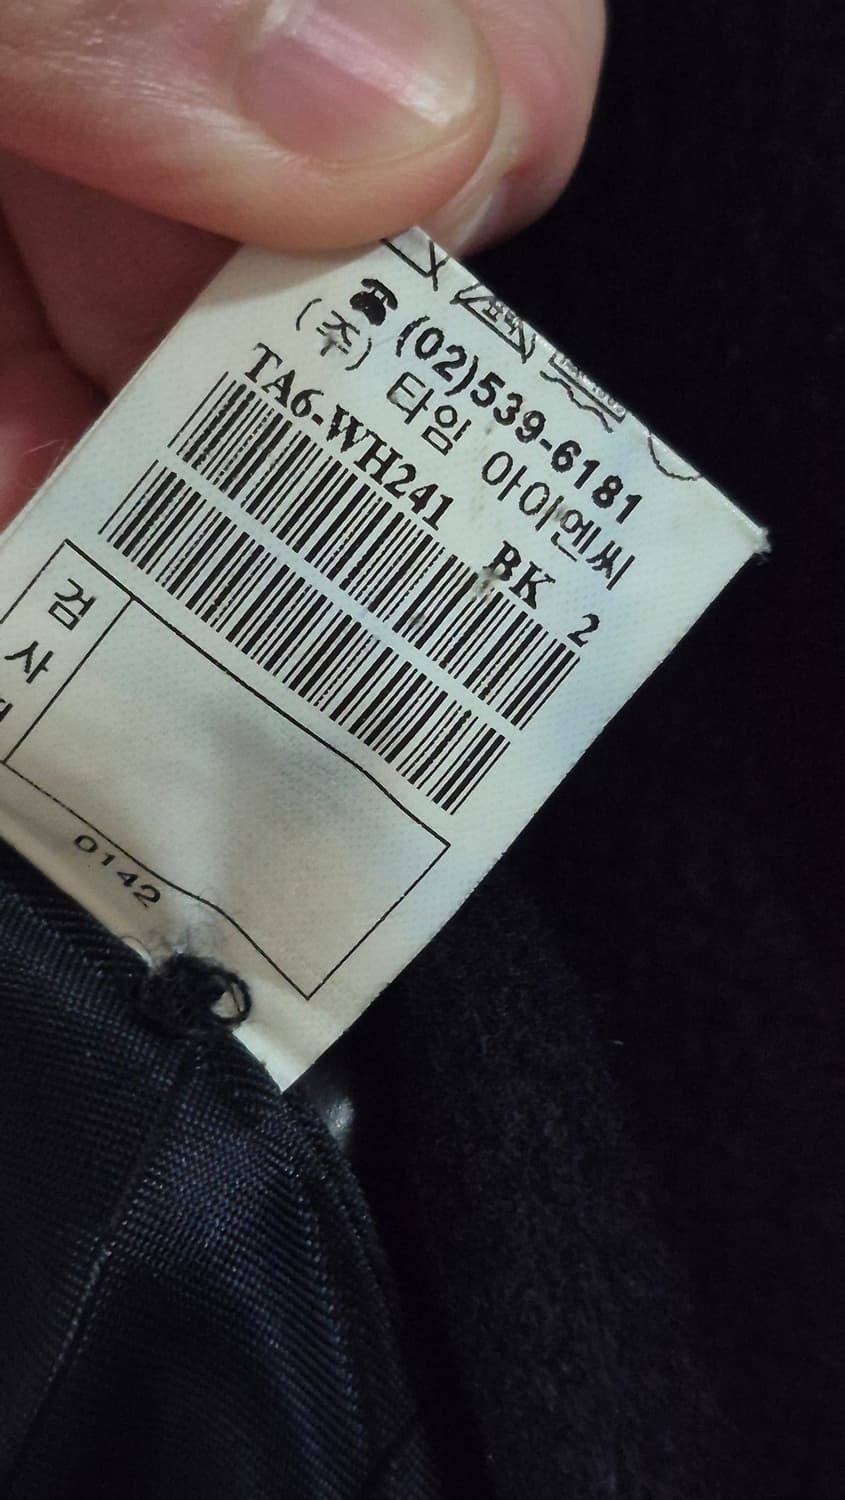 ☎ (02)539-6181
(주) 타임 아이엔씨
TA6-WH241 BK 2
검
사
0142